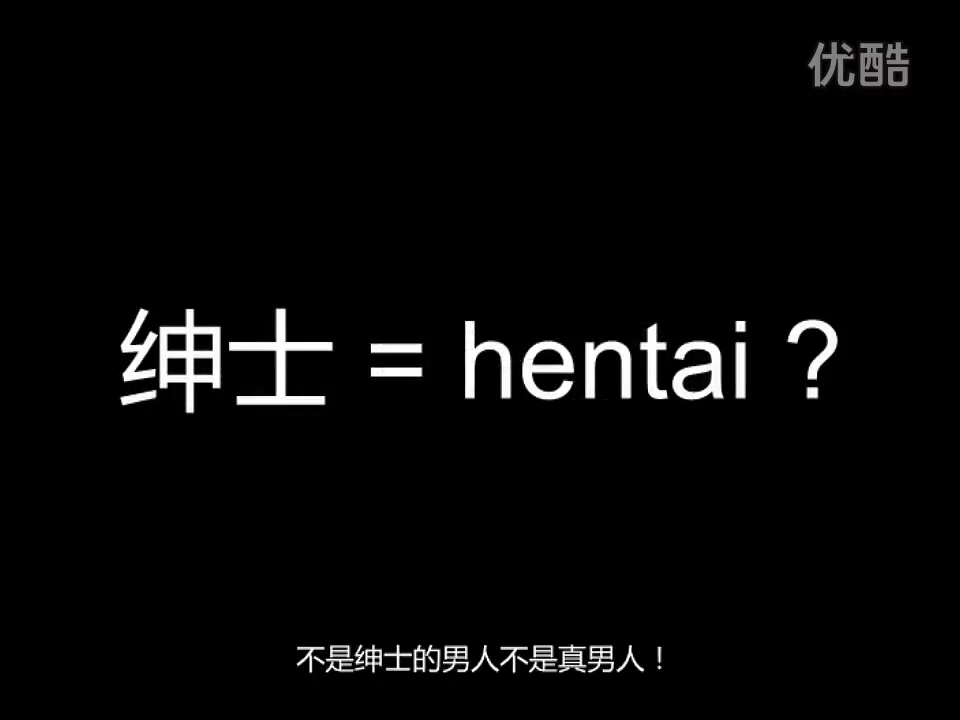 优酷
绅士 = hentai ?
不是绅士的男人不是真男人！